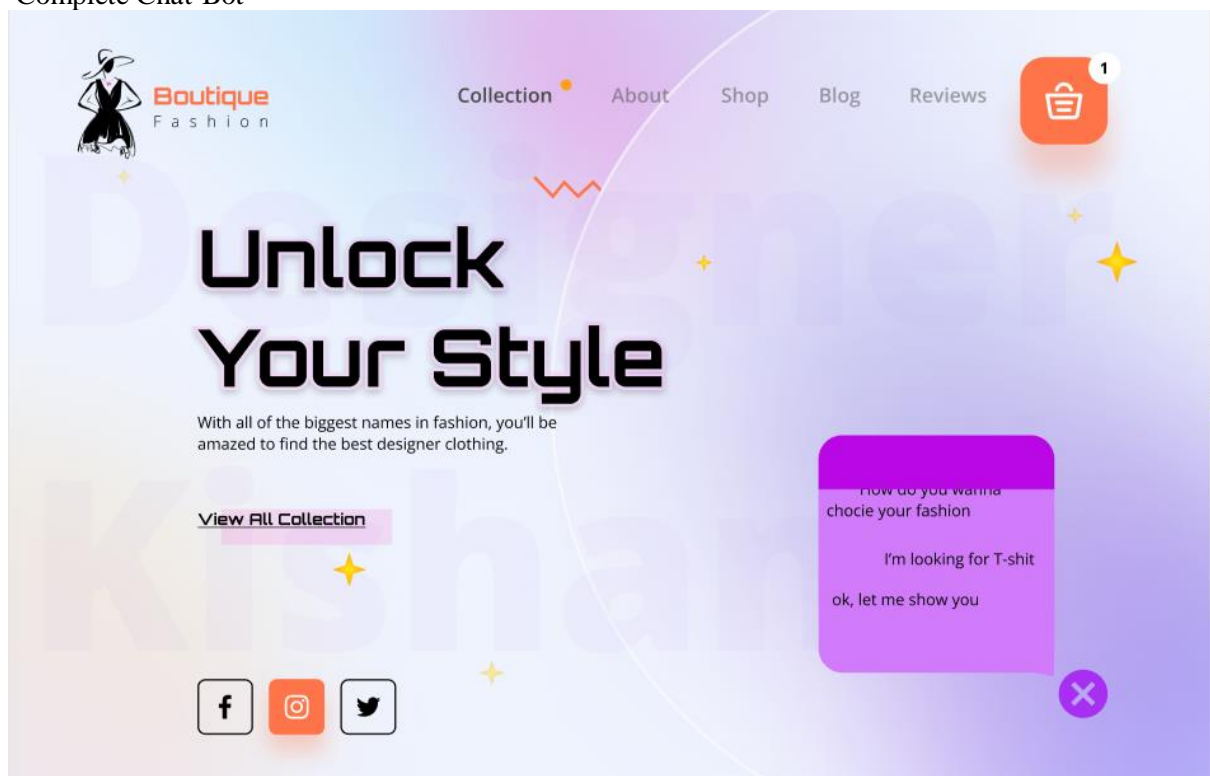 Complete Chat-Bot
Boutique
Fashion
Collection About Shop Blog Reviews
1
Designer
Unlock
Your Style
With all of the biggest names in fashion, you'll be
amazed to find the best designer clothing.
Kishan
View All Collection
How do you wanna
chocie your fashion
I'm looking for T-shit
ok, let me show you